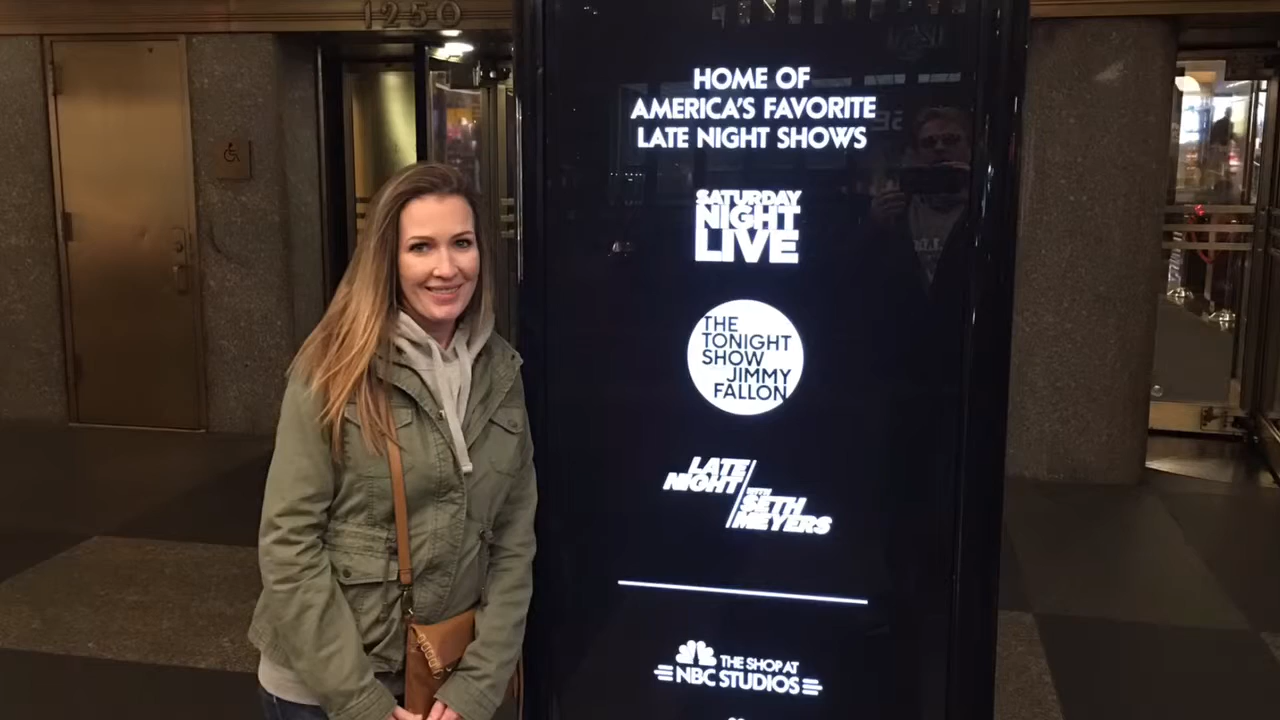 1250
HOME OF
AMERICA'S FAVORITE
LATE NIGHT SHOWS
SATURDAY
NIGHT
LIVE
THE
TONIGHT
SHOW
JIMMY
FALLON
LATE
NIGHT
WITH
SETH
MEYERS
THE SHOP AT
NBC STUDIOS